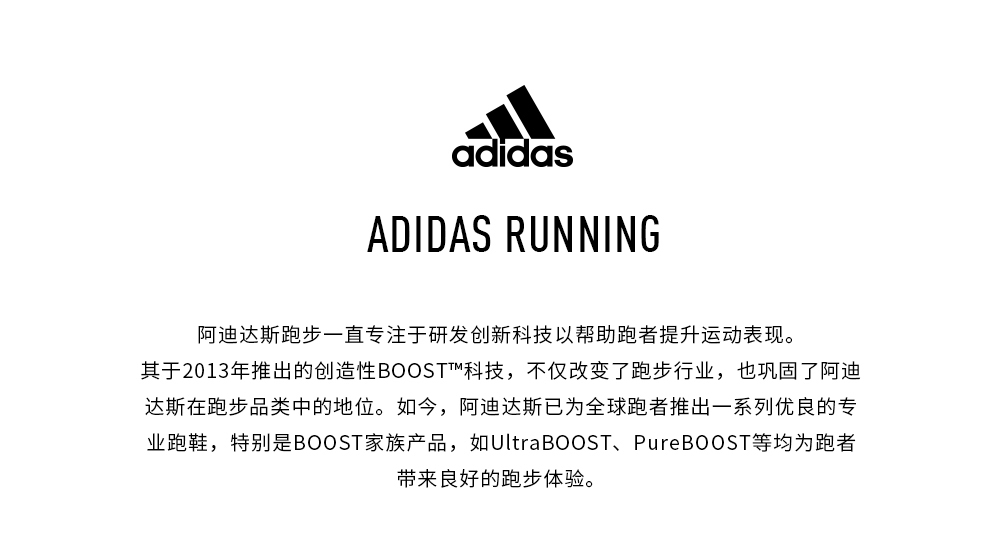 adidas
ADIDAS RUNNING
阿迪达斯跑步一直专注于研发创新科技以帮助跑者提升运动表现。
其于2013年推出的创造性BOOST™科技，不仅改变了跑步行业，也巩固了阿迪
达斯在跑步品类中的地位。如今，阿迪达斯已为全球跑者推出一系列优良的专
业跑鞋，特别是BOOST家族产品，如UltraBOOST、PureBOOST等均为跑者
带来良好的跑步体验。